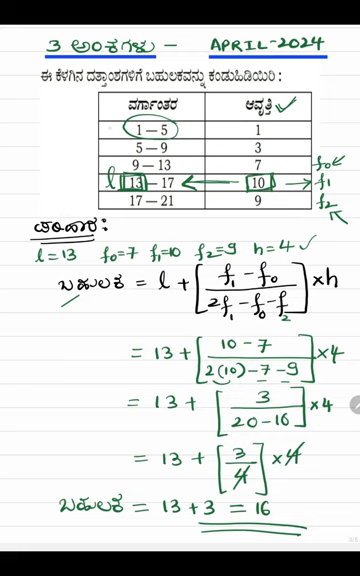 3 ಅಂಕಗಳು - APRIL-2024
ಈ ಕೆಳಗಿನ ದತ್ತಾಂಶಗಳಿಗೆ ಬಹುಲಕವನ್ನು ಕಂಡುಹಿಡಿಯಿರಿ :
ವರ್ಗಾಂತರ ಆವೃತ್ತಿ ✓
1 – 5 1
5 – 9 3
9 – 13 7 f₀
l 13 – 17 10 f₁
17 – 21 9 f₂
ಪರಿಹಾರ:
l = 13 f₀=7 f₁=10 f₂=9 h=4 ✓
ಬಹುಲಕ = l + [(f₁ – f₀)/(2f₁ – f₀ – f₂)] × h
= 13 + [(10 – 7)/(2(10) – 7 – 9)] × 4
= 13 + [3/(20 – 16)] × 4
= 13 + [3/4] × 4
ಬಹುಲಕ = 13 + 3 = 16